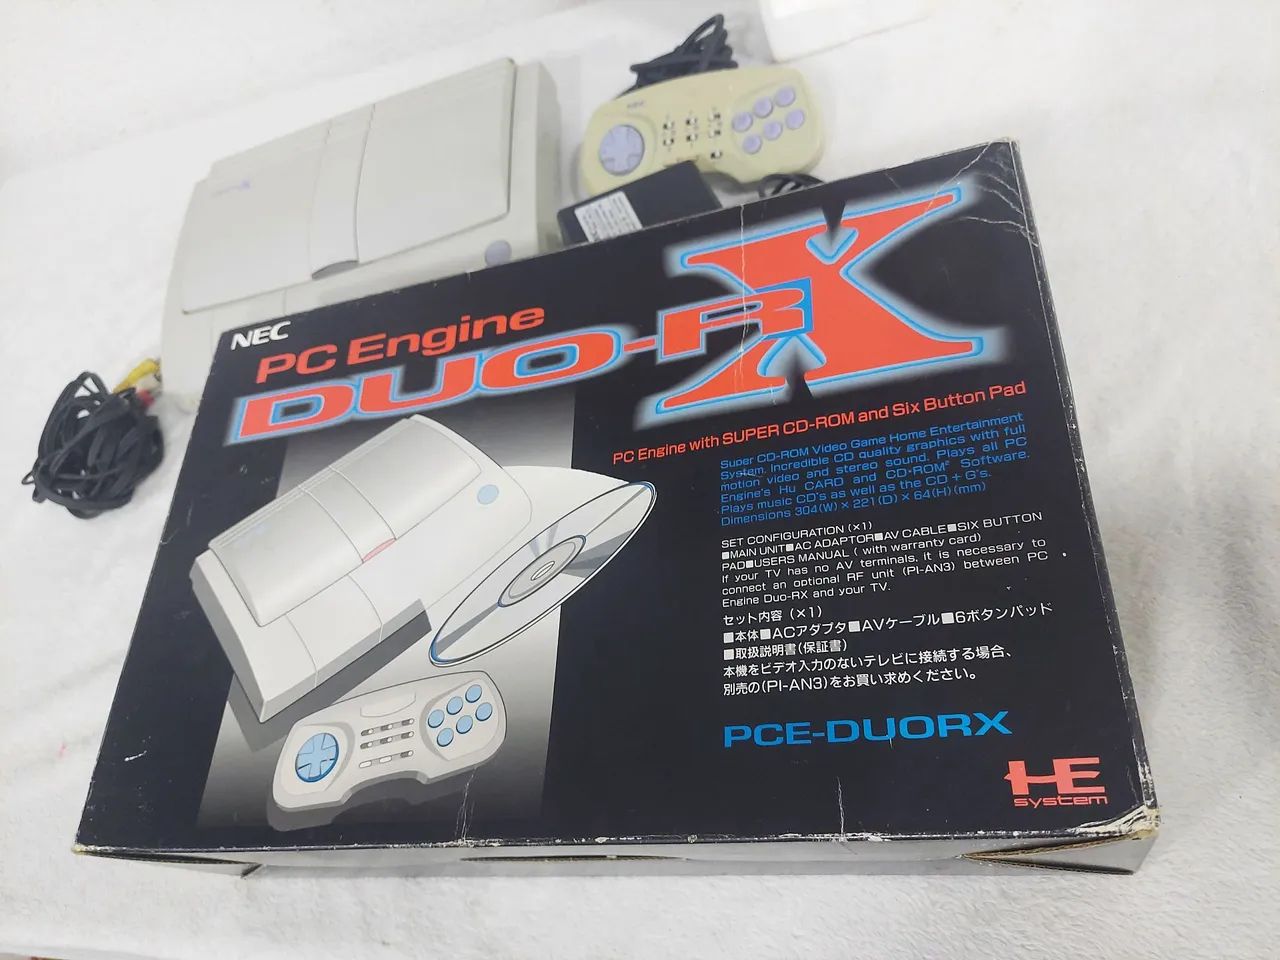 NEC
NEC
PC Engine
DUO-RX
PC Engine with SUPER CD-ROM and Six Button Pad
Super CD-ROM Video Game Home Entertainment
System. Incredible CD quality graphics with full
motion video and stereo sound. Plays all PC
Engine's Hu CARD and CD-ROM² Software.
Plays music CD's as well as the CD + G's.
Dimensions 304(W) × 221(D) × 64(H)(mm)
SET CONFIGURATION (×1)
■MAIN UNIT■AC ADAPTOR■AV CABLE■SIX BUTTON
PAD■USERS MANUAL ( with warranty card)
If your TV has no AV terminals, it is necessary to
connect an optional RF unit (PI-AN3) between PC
Engine Duo-RX and your TV.
セット内容 (×1)
■本体■ACアダプタ■AVケーブル■6ボタンパッド
■取扱説明書(保証書)
本機をビデオ入力のないテレビに接続する場合、
別売の(PI-AN3)をお買い求めください。
PCE-DUORX
HE
system